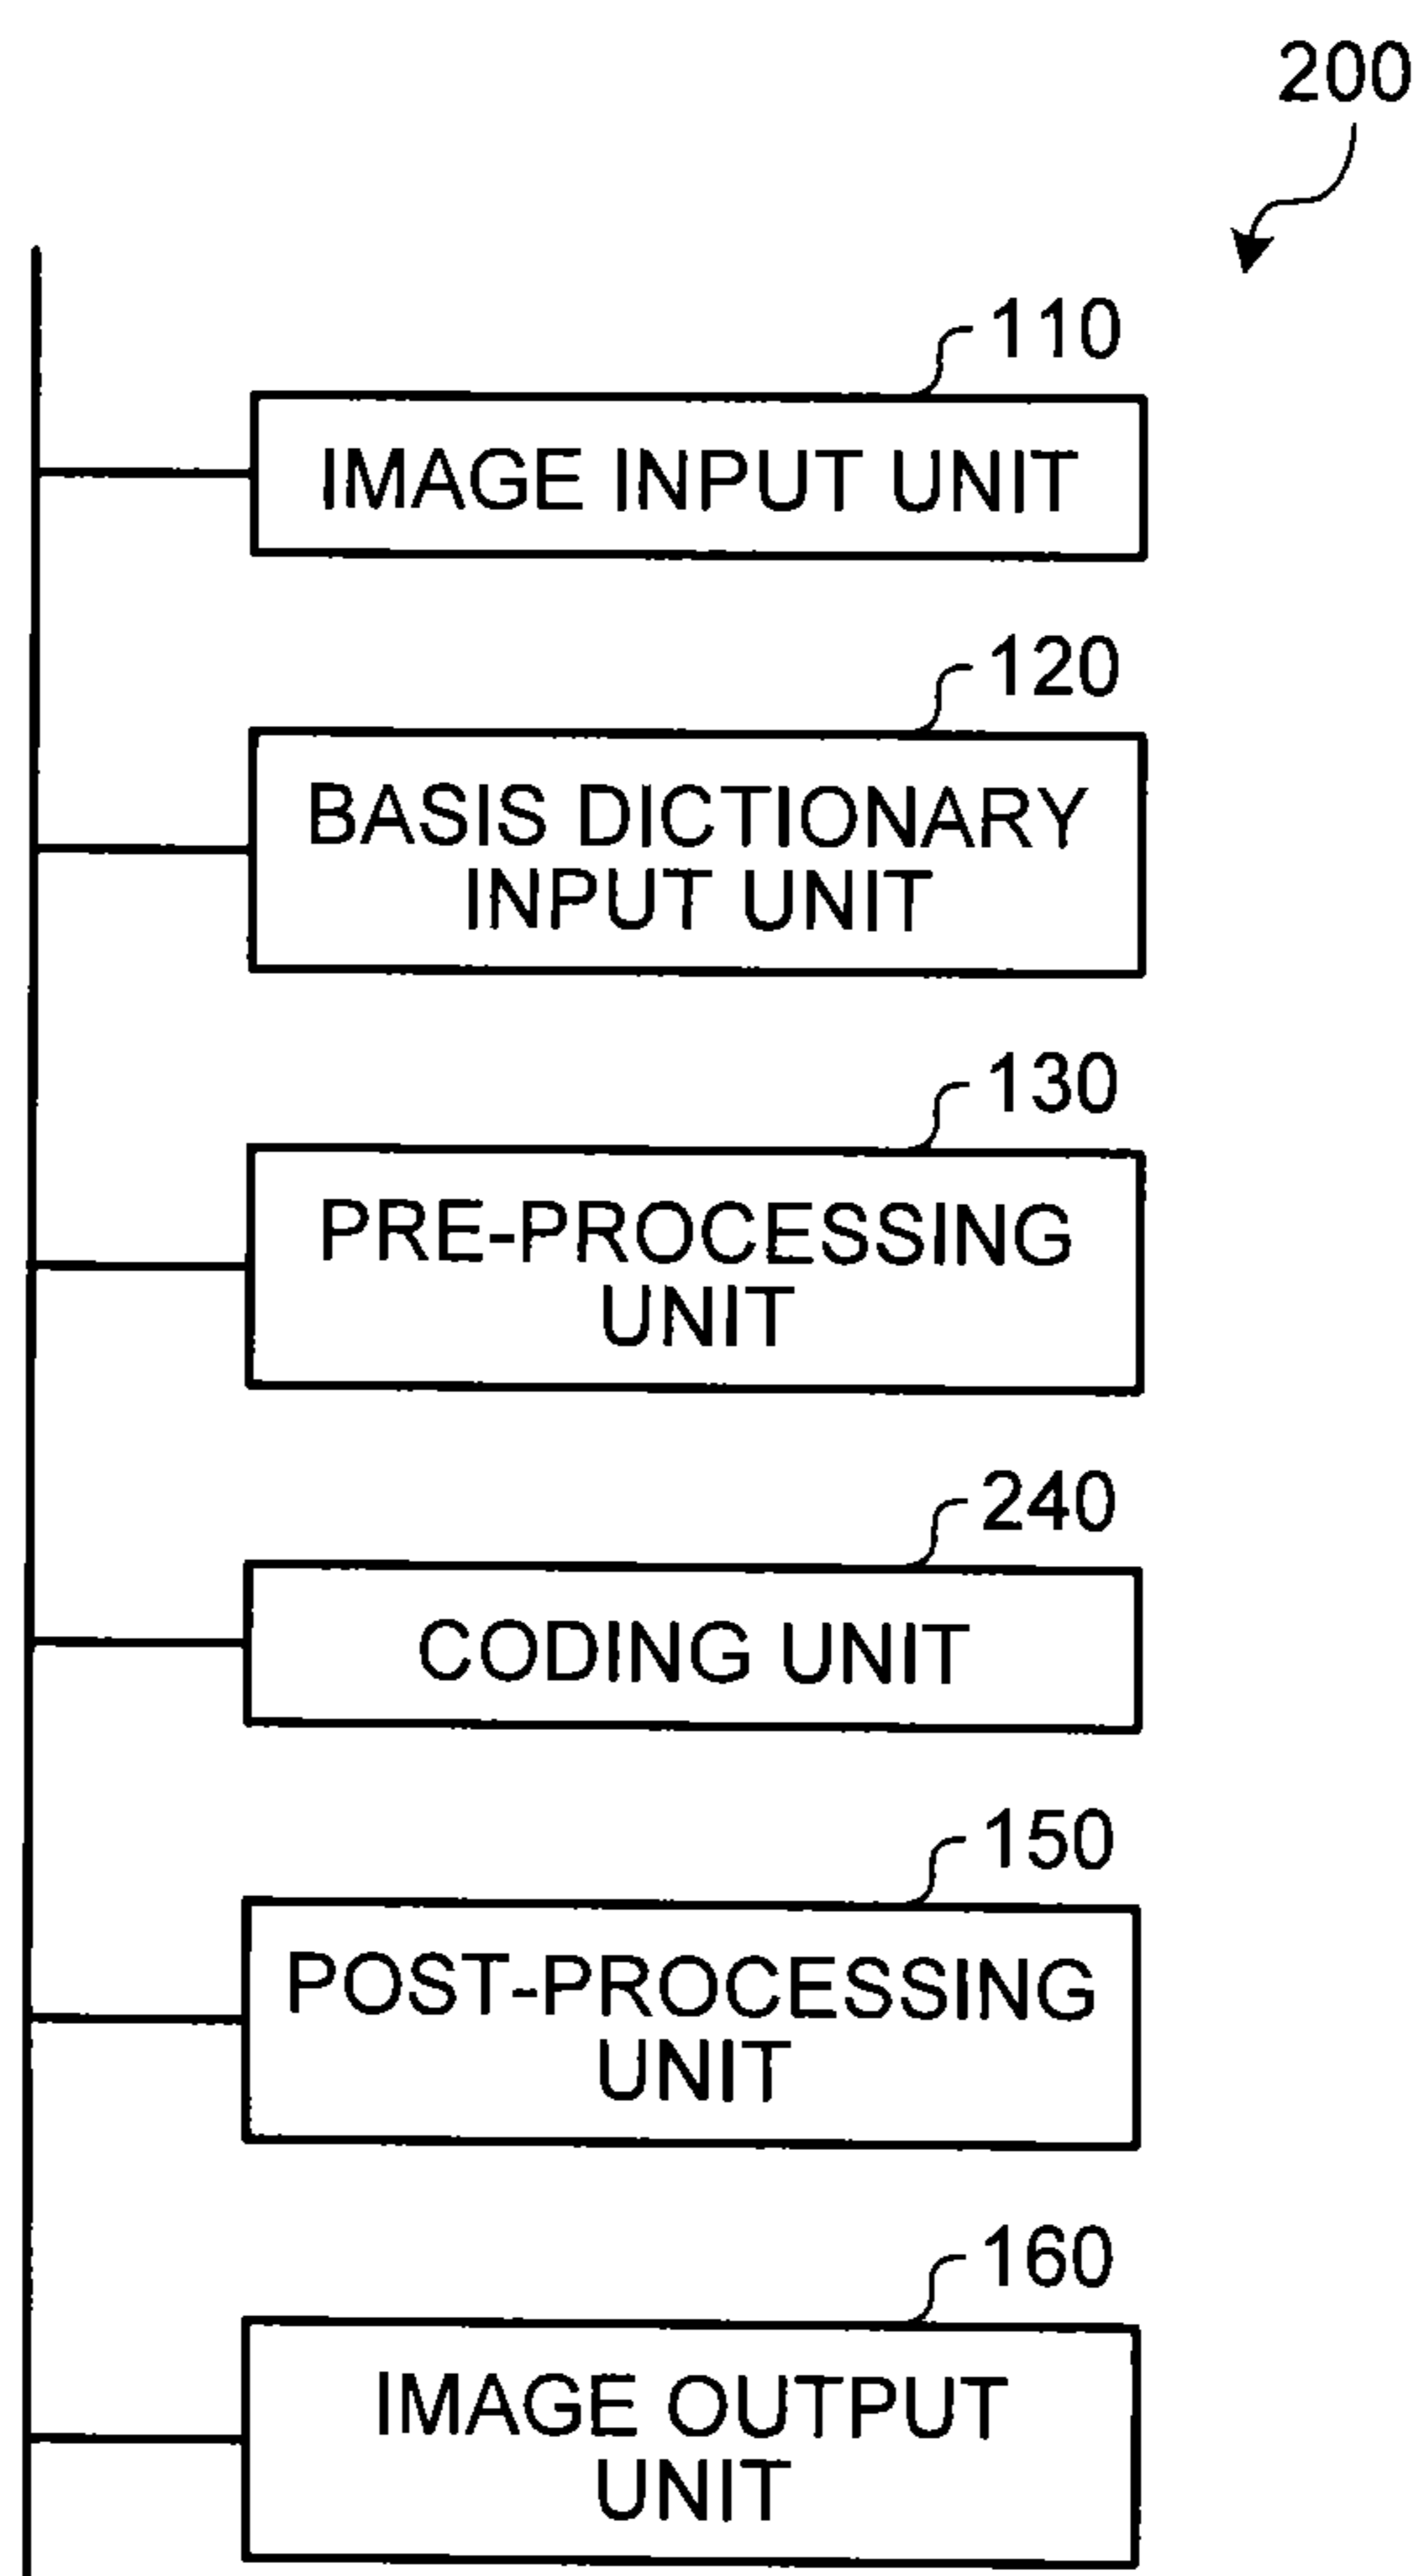 200
110
IMAGE INPUT UNIT
120
BASIS DICTIONARY
INPUT UNIT
130
PRE-PROCESSING
UNIT
240
CODING UNIT
150
POST-PROCESSING
UNIT
160
IMAGE OUTPUT
UNIT